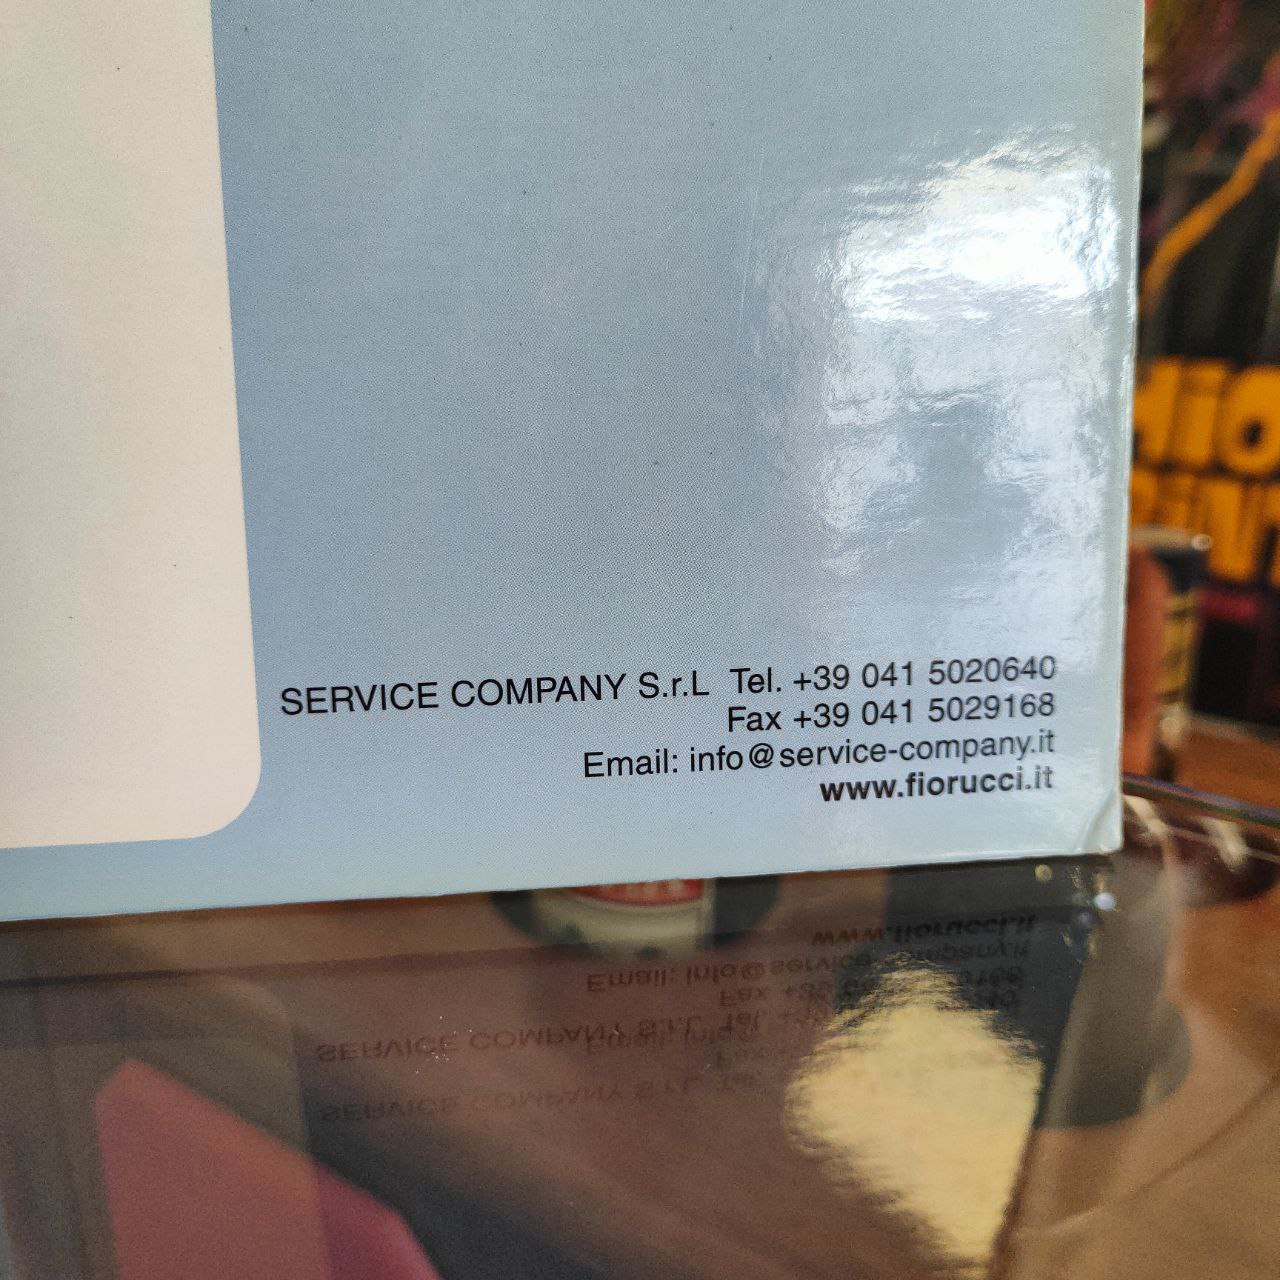 SERVICE COMPANY S.r.L Tel. +39 041 5020640
Fax +39 041 5029168
Email: info@service-company.it
www.fiorucci.it